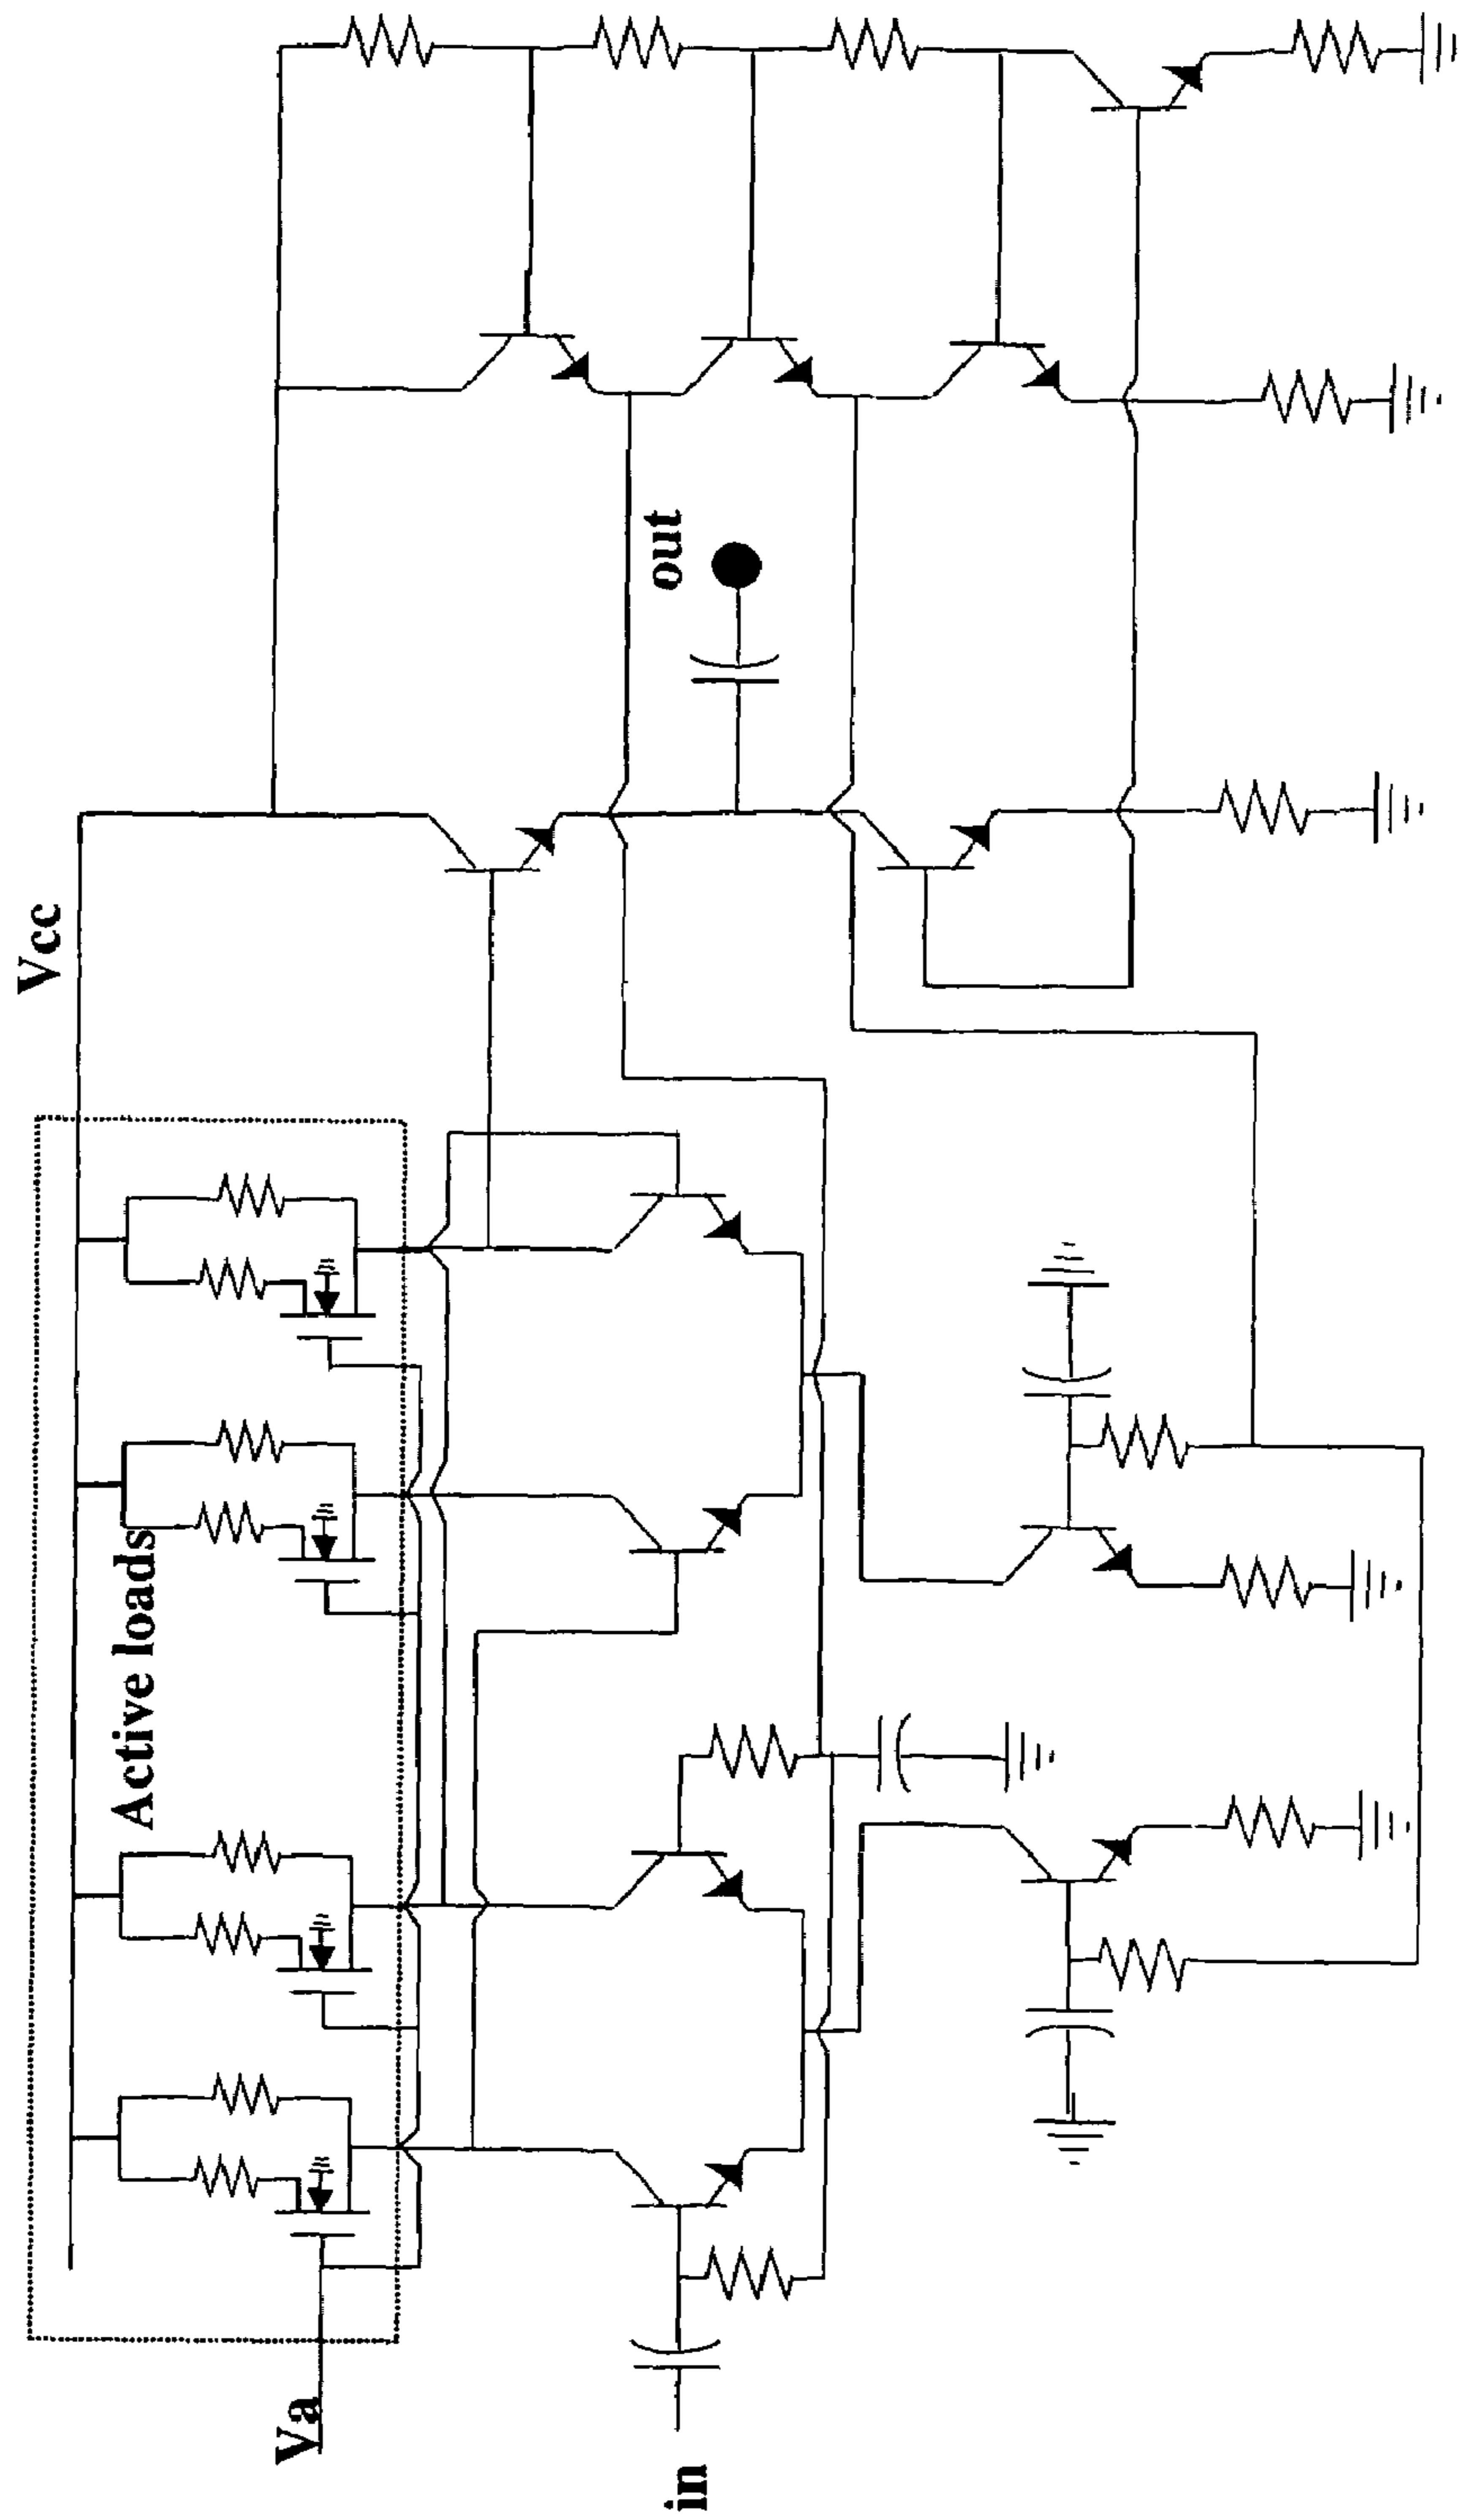 Vcc
Active loads
Va
in
out